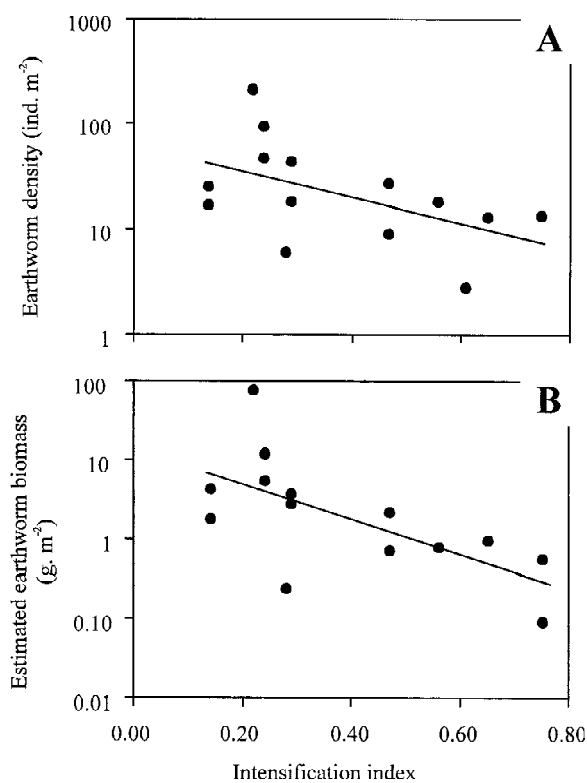 A
1000
100
10
1
Earthworm density (ind. m⁻²)
B
100
10
1
0.10
0.01
Estimated earthworm biomass
(g. m⁻²)
0.00 0.20 0.40 0.60 0.80
Intensification index